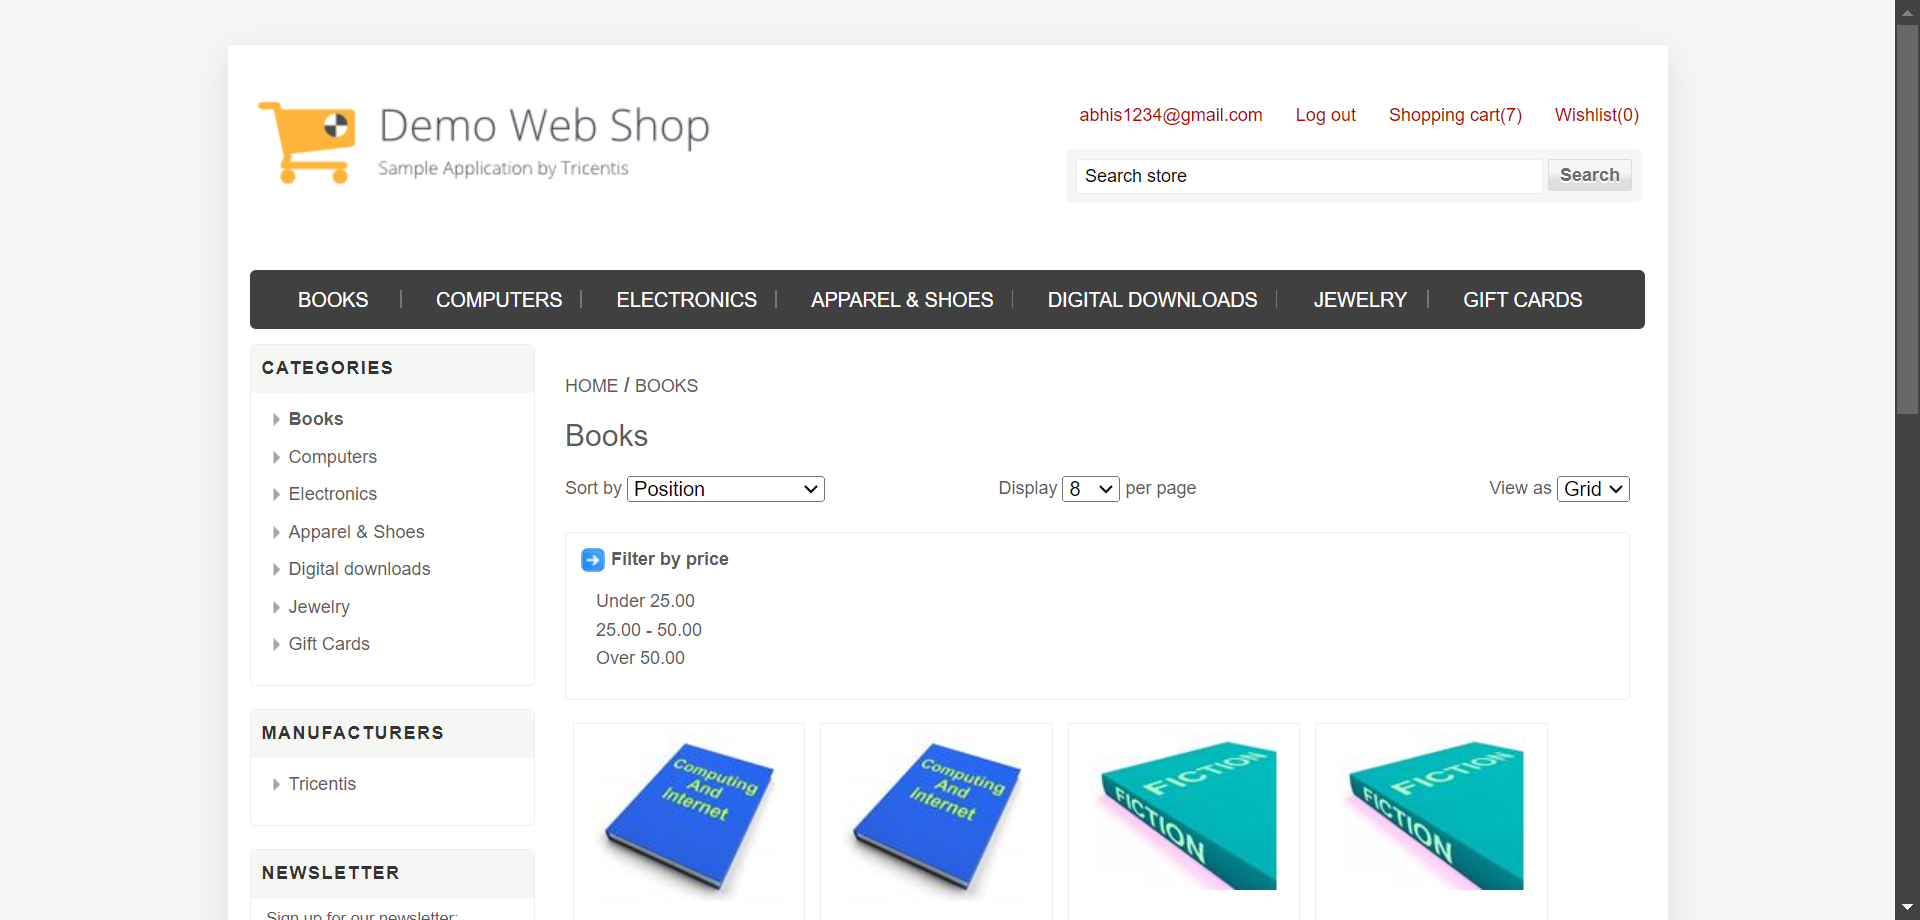 Demo Web Shop
Sample Application by Tricentis
abhis1234@gmail.com Log out Shopping cart(7) Wishlist(0)
Search store Search
BOOKS COMPUTERS ELECTRONICS APPAREL & SHOES DIGITAL DOWNLOADS JEWELRY GIFT CARDS
CATEGORIES
Books
Computers
Electronics
Apparel & Shoes
Digital downloads
Jewelry
Gift Cards
MANUFACTURERS
Tricentis
NEWSLETTER
Sign up for our newsletter:
HOME / BOOKS
Books
Sort by Position Display 8 per page View as Grid
Filter by price
Under 25.00
25.00 - 50.00
Over 50.00
Computing
And
Internet
Computing
And
Internet
FICTION
FICTION
FICTION
FICTION